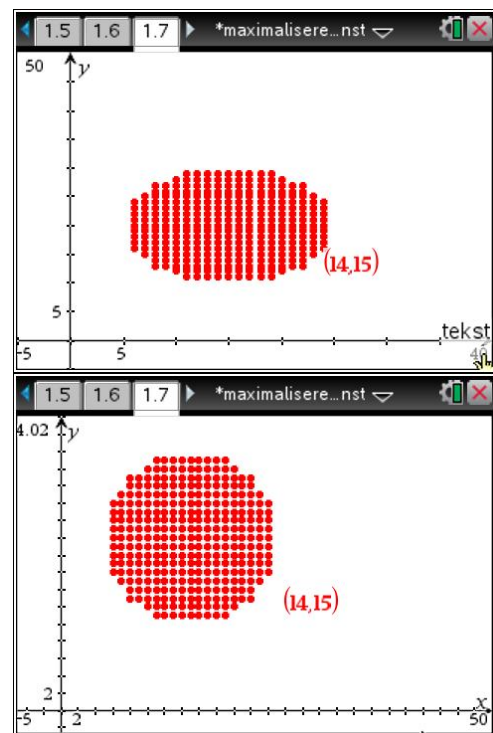 1.5 1.6 1.7 *maximalisere...nst
50 y
(14,15)
5
tekst
-5 5 40
1.5 1.6 1.7 *maximalisere...nst
4.02 y
(14,15)
2
x
-5 2 50